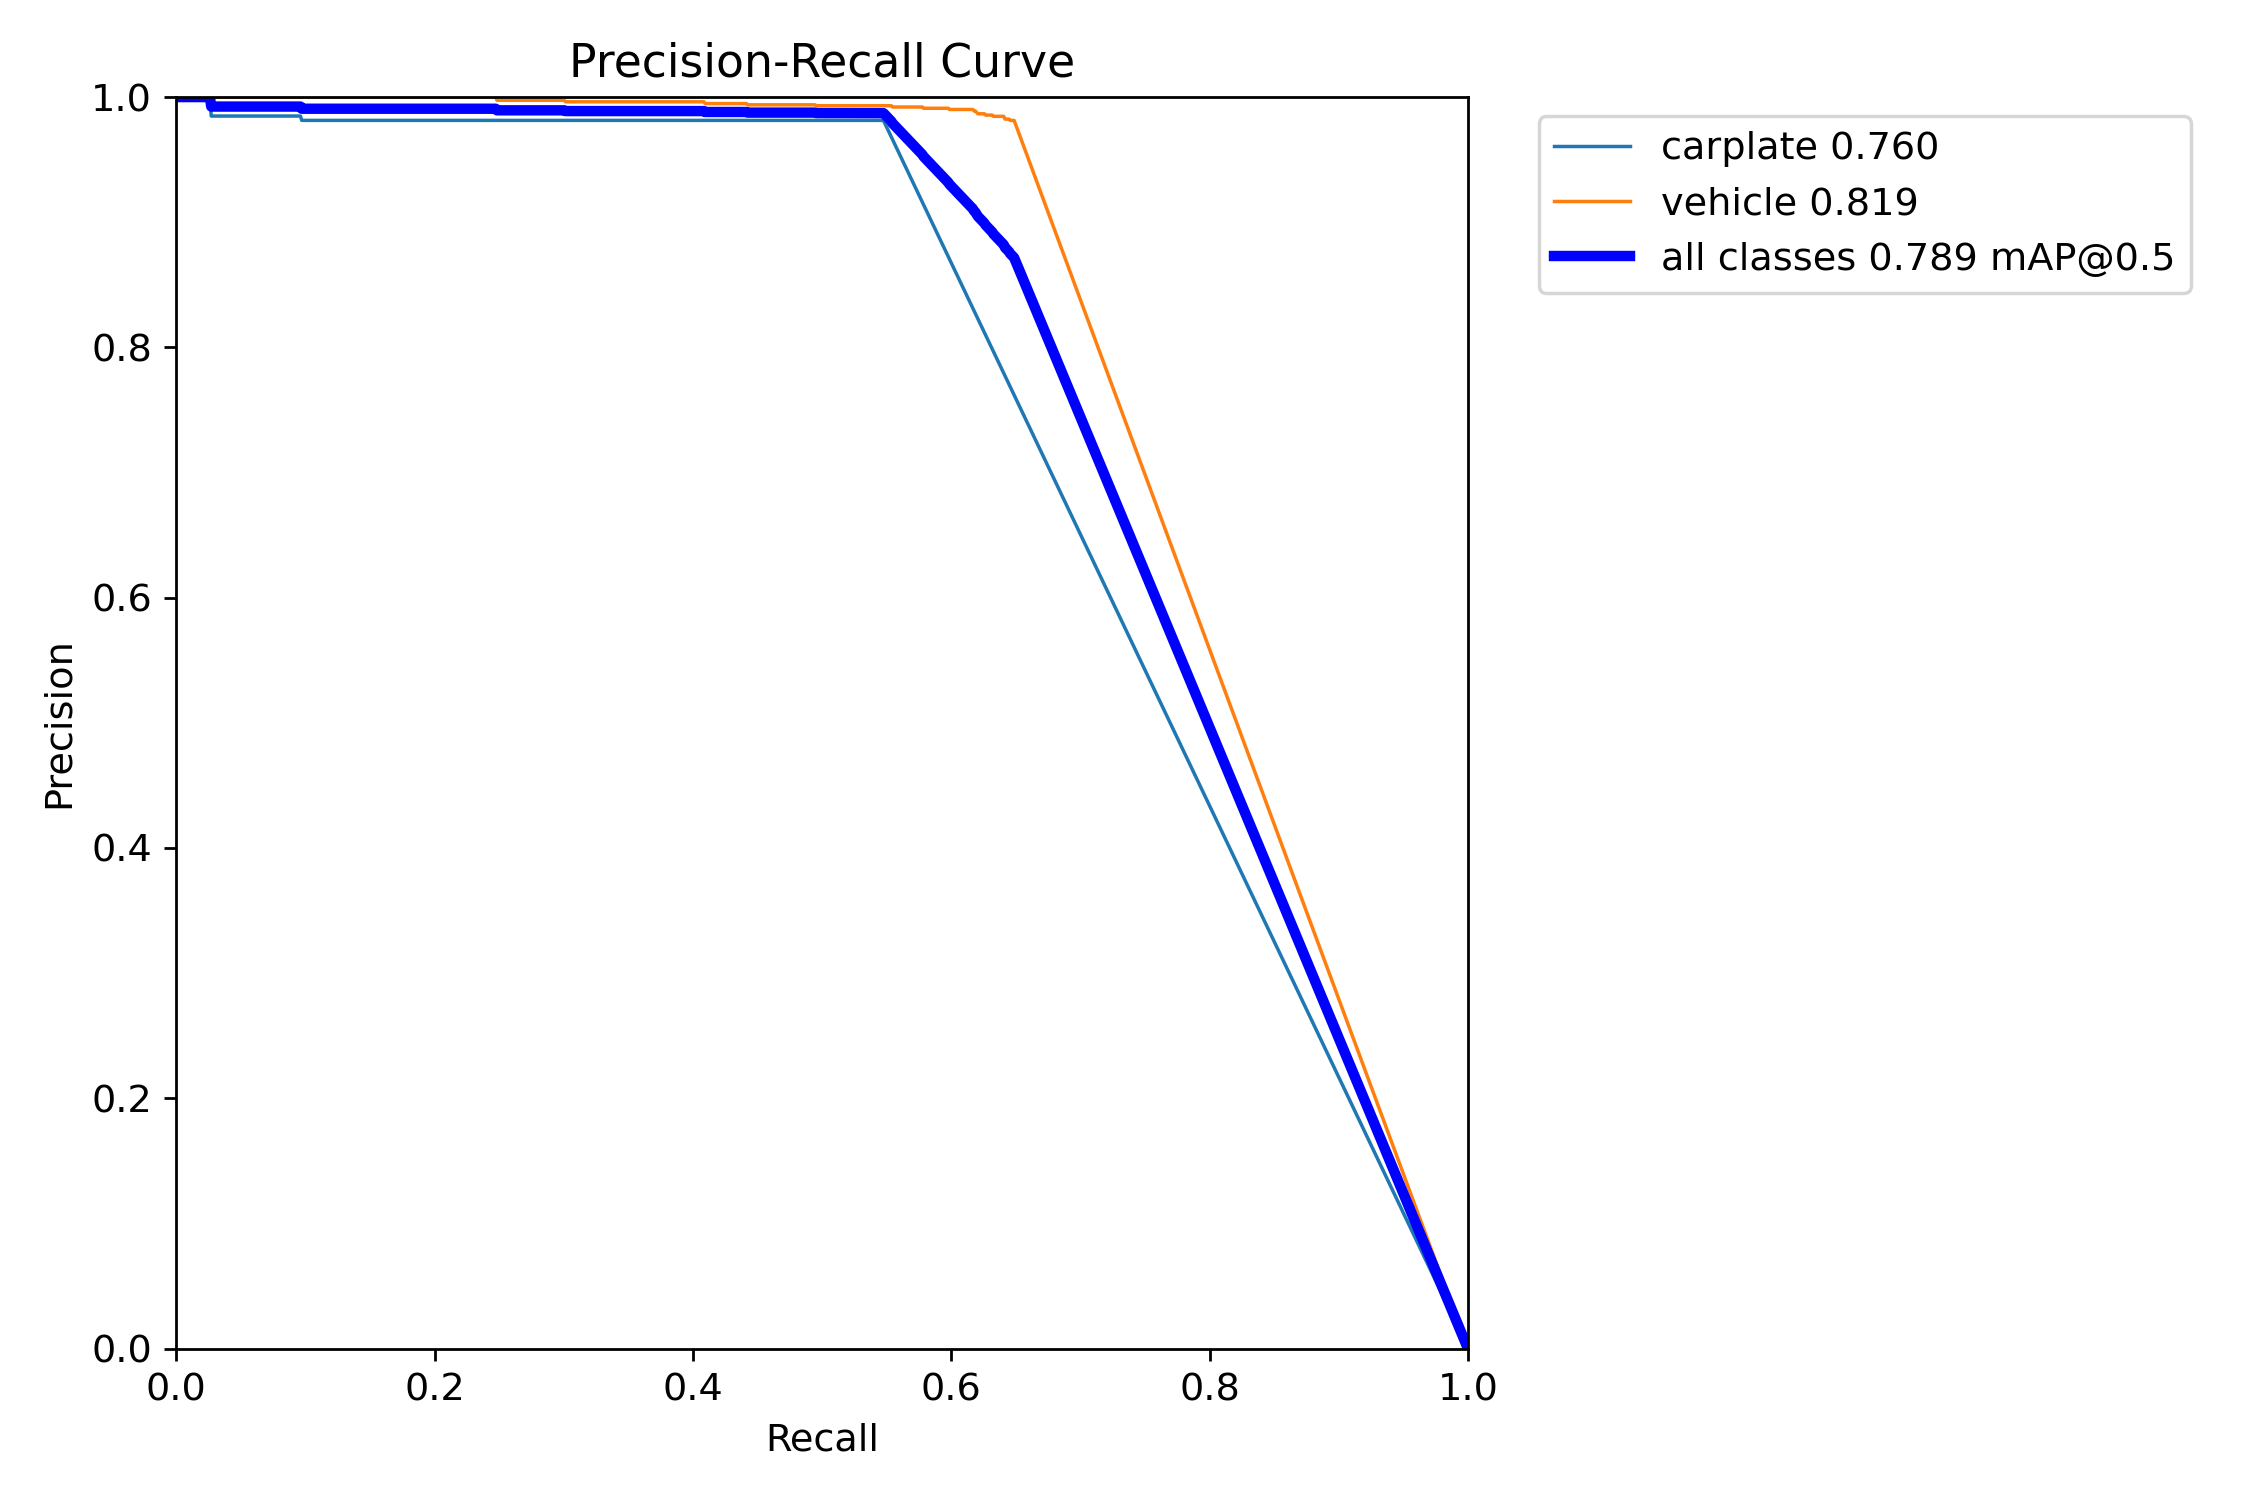 Precision-Recall Curve
1.0
0.8
0.6
0.4
0.2
0.0
Precision
0.0 0.2 0.4 0.6 0.8 1.0
Recall
carplate 0.760
vehicle 0.819
all classes 0.789 mAP@0.5